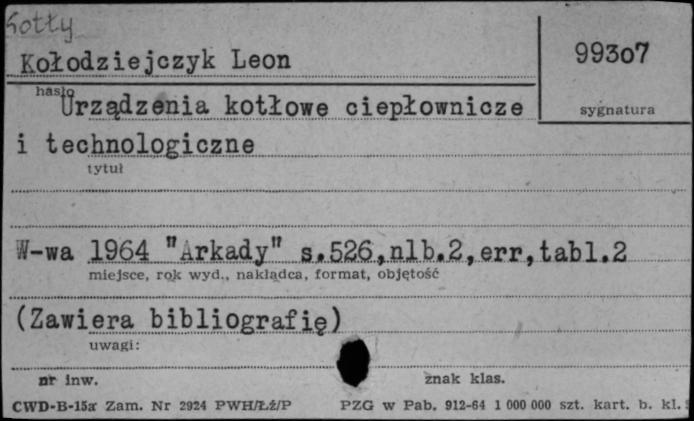 Kotły
Kołodziejczyk Leon
99307
hasło
sygnatura
Urządzenia kotłowe ciepłownicze
i technologiczne
tytuł
W-wa 1964 "Arkady" s.526,nlb.2,err,tabl.2
miejsce, rok wyd., nakładca, format, objętość
(Zawiera bibliografię)
uwagi:
nr inw. znak klas.
CWD-B-15a Zam. Nr 2924 PWH/Łź/P PZG w Pab. 912-64 1 000 000 szt. kart. b. kl.